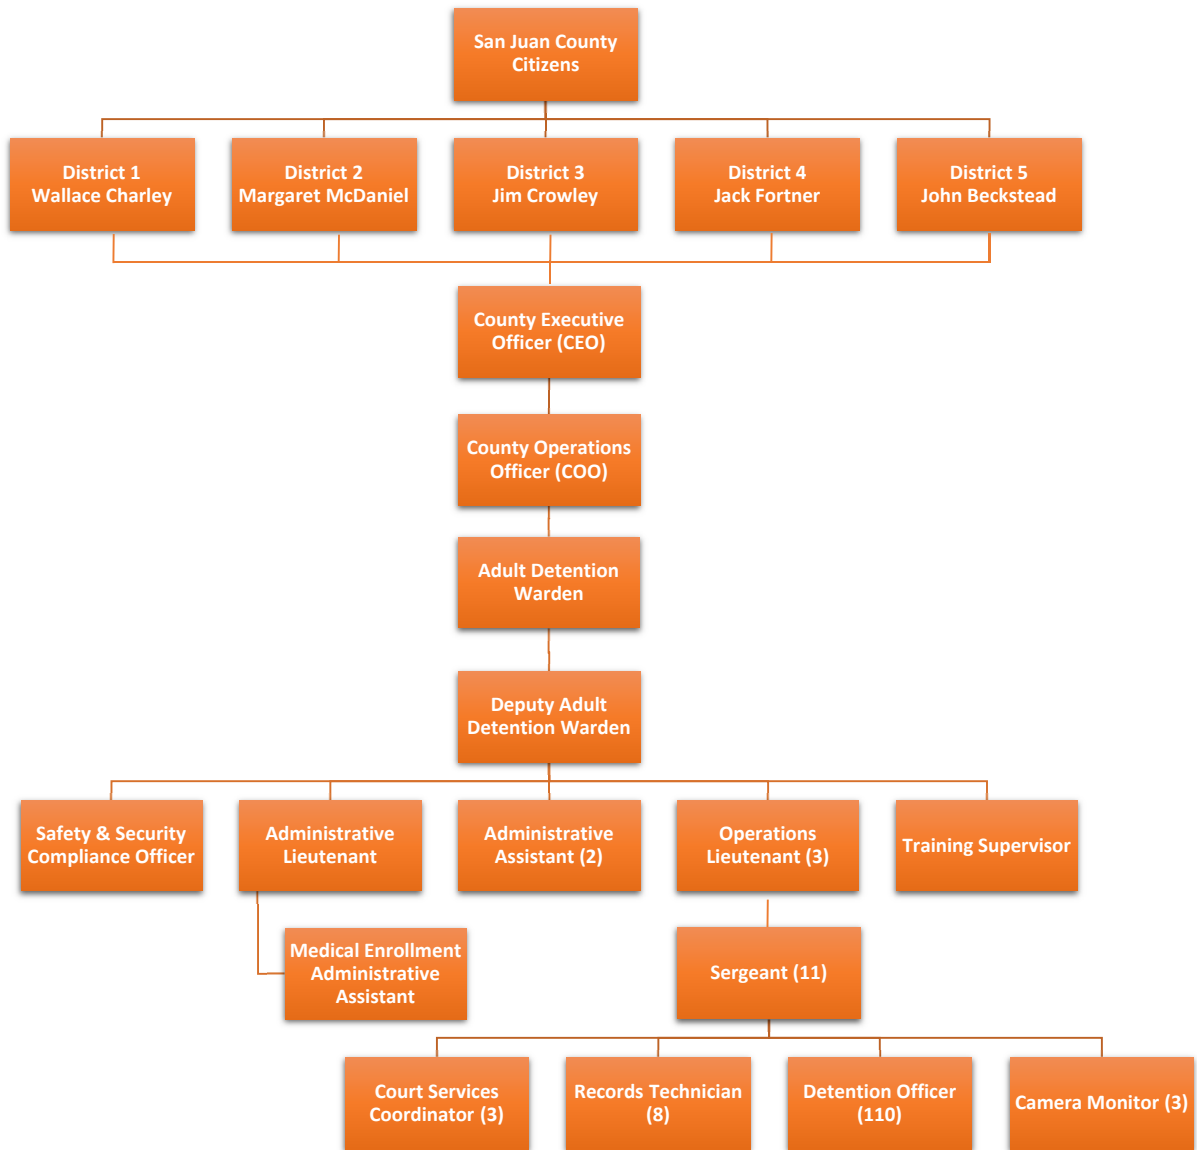 San Juan County
Citizens
District 1
Wallace Charley
District 2
Margaret McDaniel
District 3
Jim Crowley
District 4
Jack Fortner
District 5
John Beckstead
County Executive
Officer (CEO)
County Operations
Officer (COO)
Adult Detention
Warden
Deputy Adult
Detention Warden
Safety & Security
Compliance Officer
Administrative
Lieutenant
Administrative
Assistant (2)
Operations
Lieutenant (3)
Training Supervisor
Medical Enrollment
Administrative
Assistant
Sergeant (11)
Court Services
Coordinator (3)
Records Technician
(8)
Detention Officer
(110)
Camera Monitor (3)